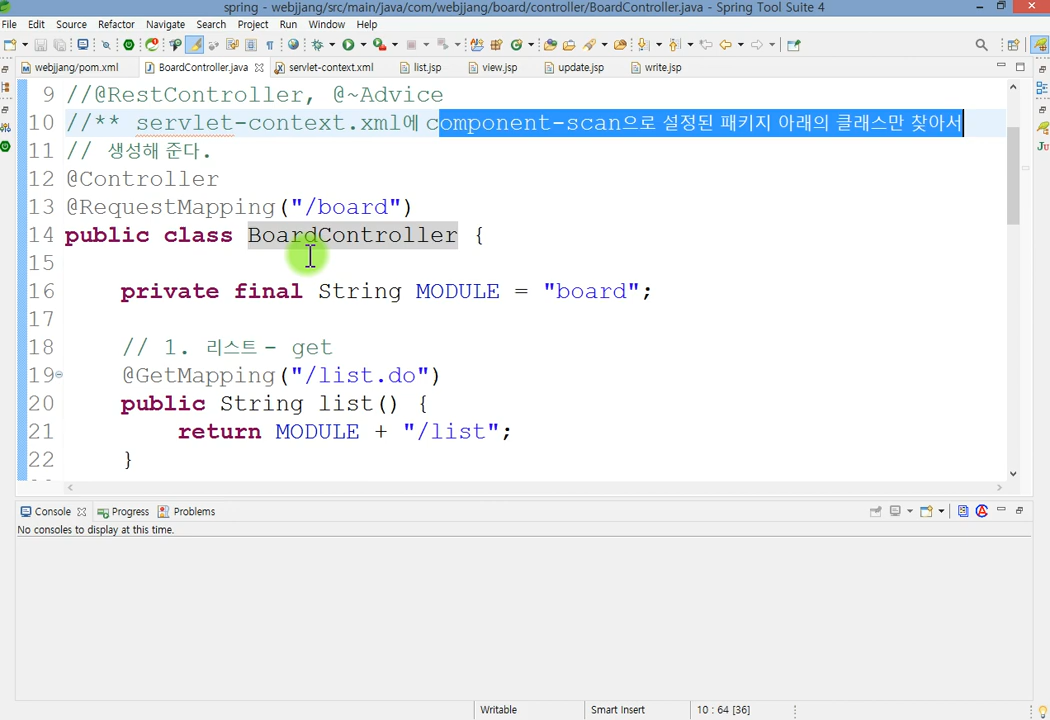 spring - webjjang/src/main/java/com/webjjang/board/controller/BoardController.java - Spring Tool Suite 4
File Edit Source Refactor Navigate Search Project Run Window Help
webjjang/pom.xml BoardController.java servlet-context.xml list.jsp view.jsp update.jsp write.jsp
9 //@RestController, @~Advice
10 //** servlet-context.xml에 component-scan으로 설정된 패키지 아래의 클래스만 찾아서
11 // 생성해 준다.
12 @Controller
13 @RequestMapping("/board")
14 public class BoardController {
15
16 private final String MODULE = "board";
17
18 // 1. 리스트 - get
19 @GetMapping("/list.do")
20 public String list() {
21 return MODULE + "/list";
22 }
Console Progress Problems
No consoles to display at this time.
Writable Smart Insert 10 : 64 [36]